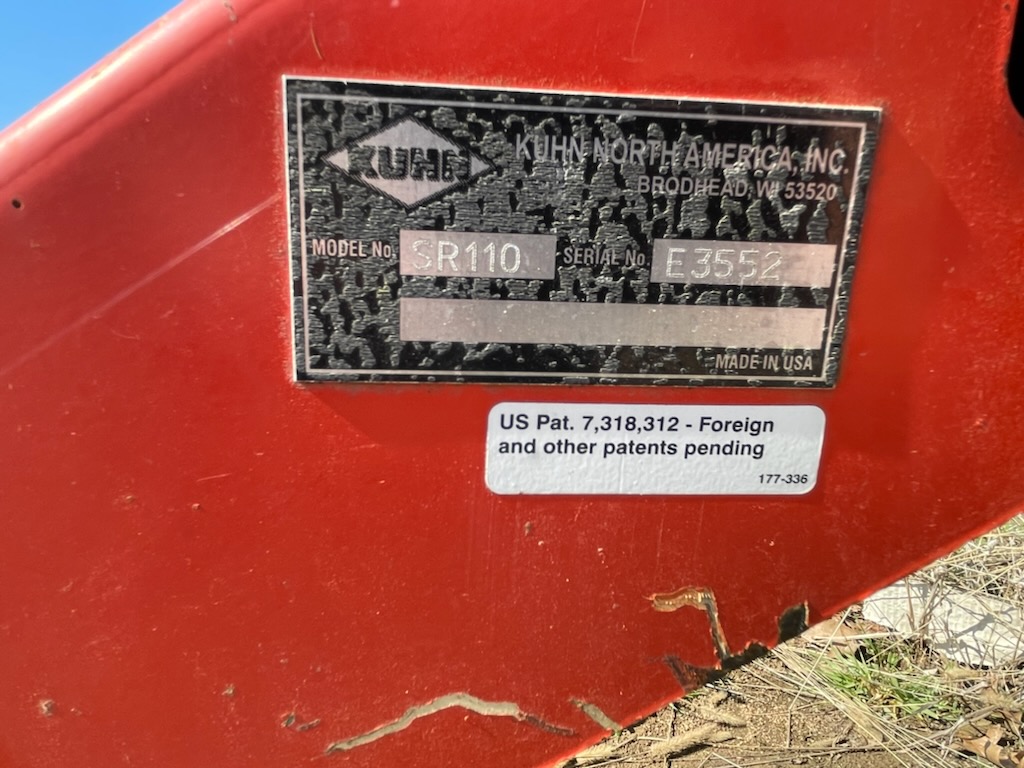 KUHN
KUHN NORTH AMERICA, INC.
BRODHEAD, WI 53520
MODEL No. SR110 SERIAL No. E3552
MADE IN USA
US Pat. 7,318,312 - Foreign
and other patents pending
177-336